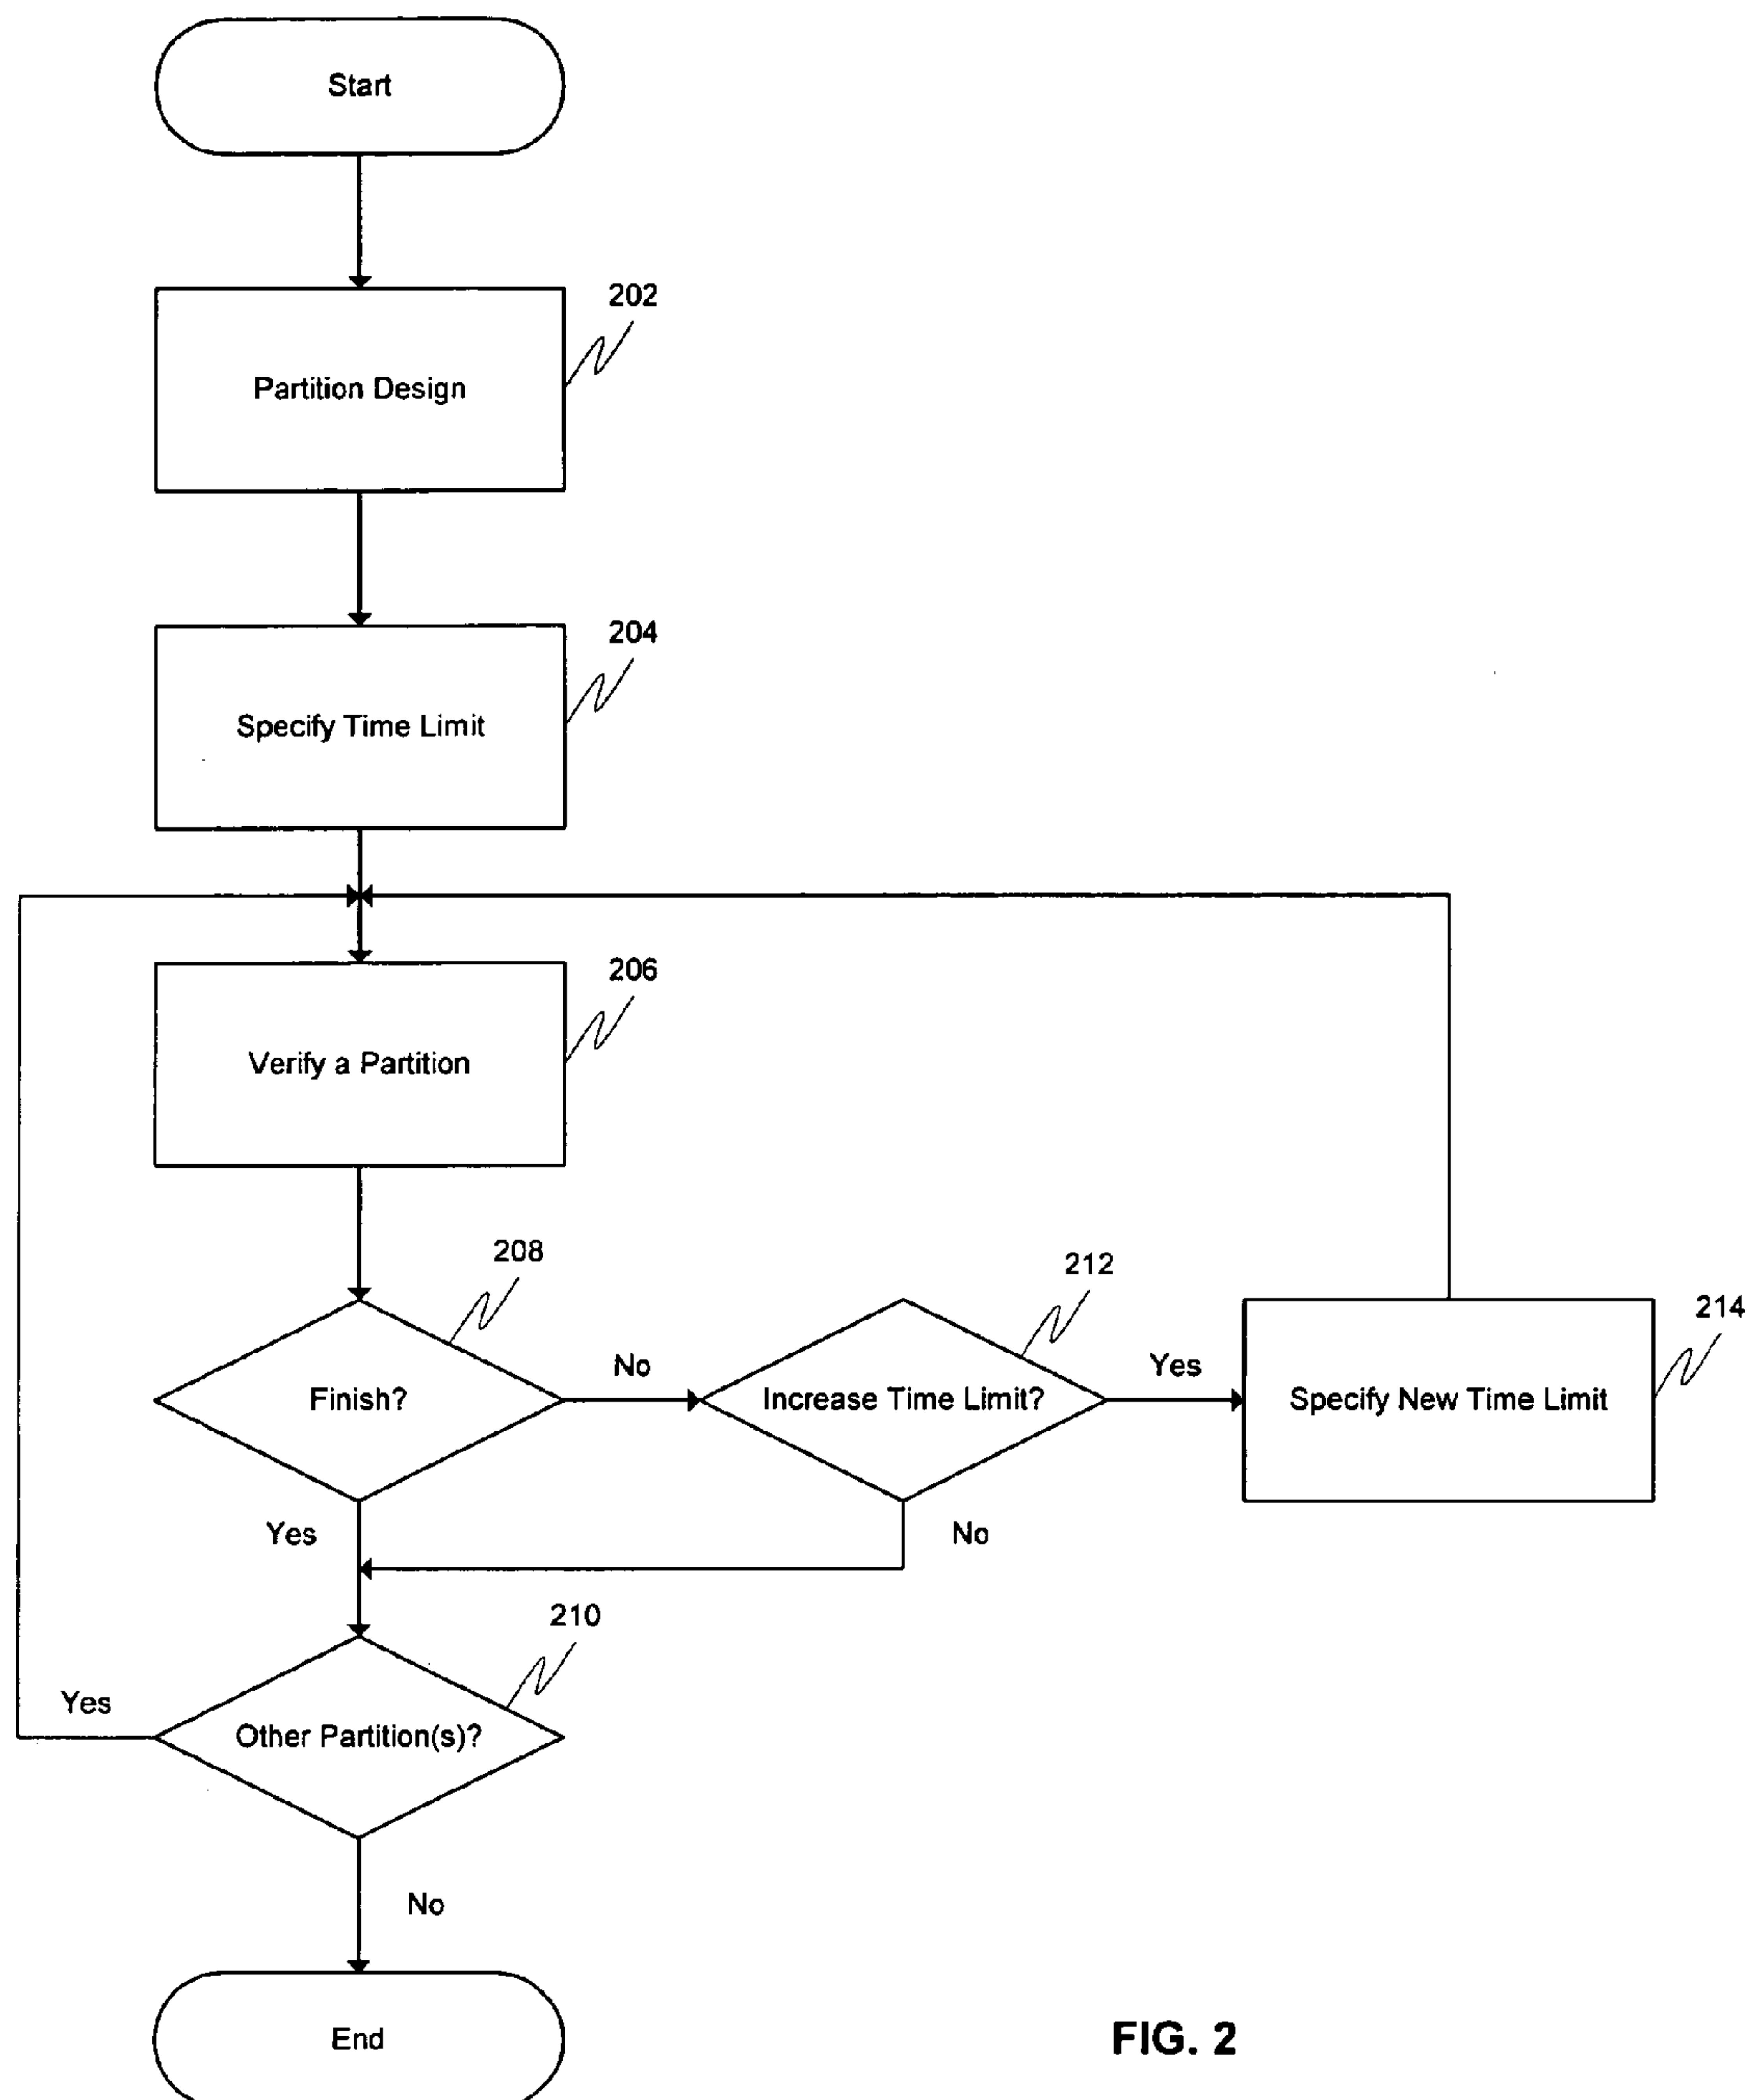 Start
202
Partition Design
204
Specify Time Limit
206
Verify a Partition
208
212
214
Finish?
No
Increase Time Limit?
Yes
Specify New Time Limit
Yes
No
210
Yes
Other Partition(s)?
No
End
FIG. 2